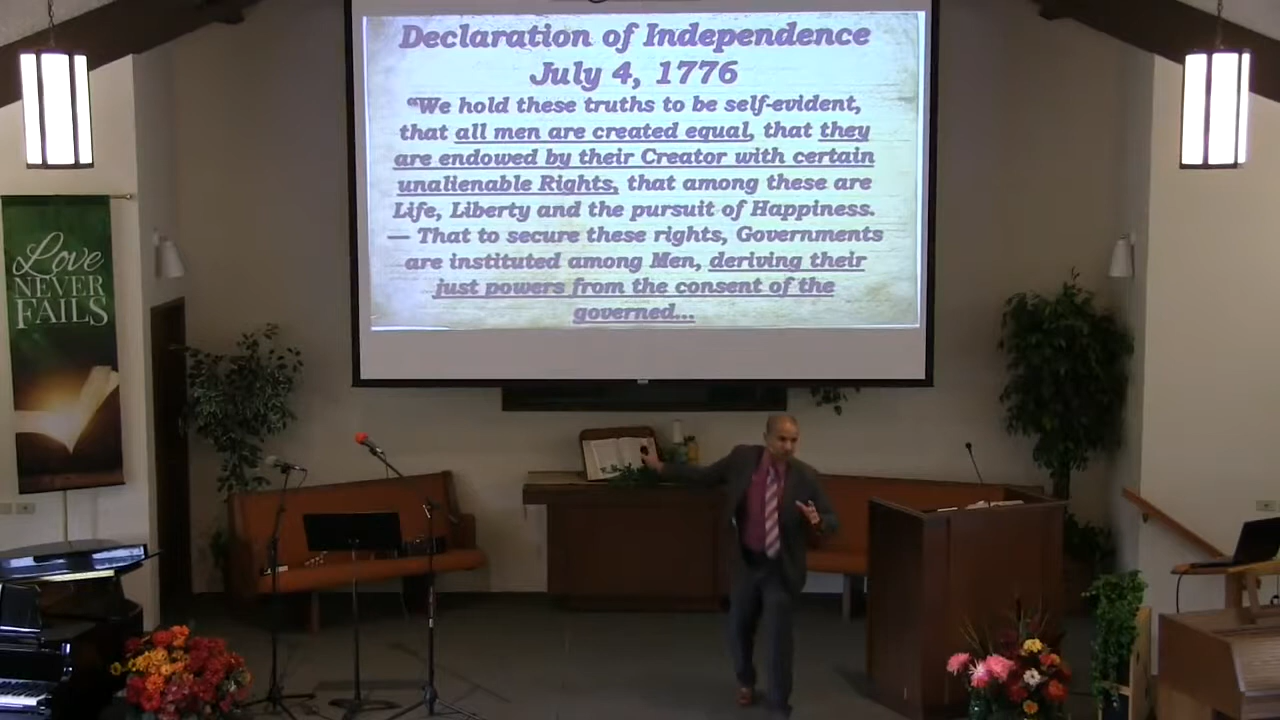 Declaration of Independence
July 4, 1776
“We hold these truths to be self-evident,
that all men are created equal, that they
are endowed by their Creator with certain
unalienable Rights, that among these are
Life, Liberty and the pursuit of Happiness.
— That to secure these rights, Governments
are instituted among Men, deriving their
just powers from the consent of the
governed...
Love
NEVER
FAILS